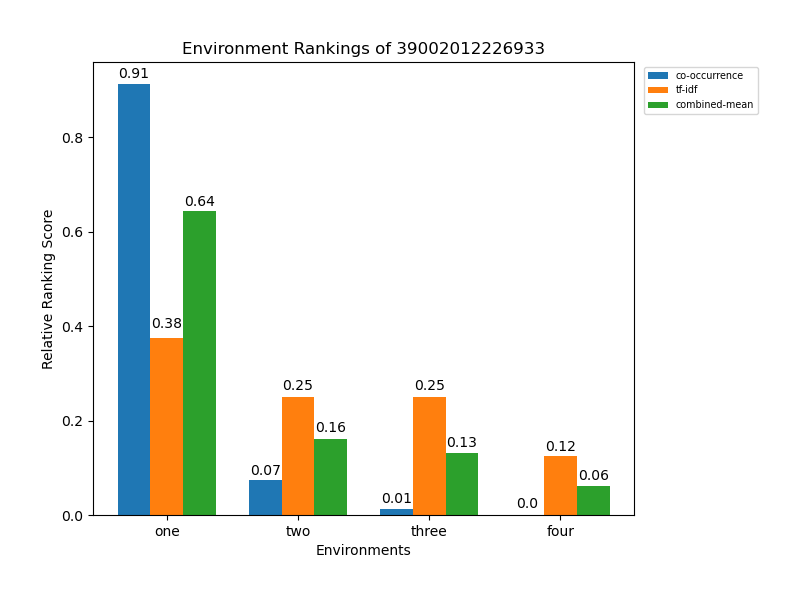 Environment Rankings of 39002012226933
co-occurrence
tf-idf
combined-mean
Relative Ranking Score
0.8
0.6
0.4
0.2
0.0
0.91
0.38
0.64
0.07
0.25
0.16
0.01
0.25
0.13
0.0
0.12
0.06
one two three four
Environments